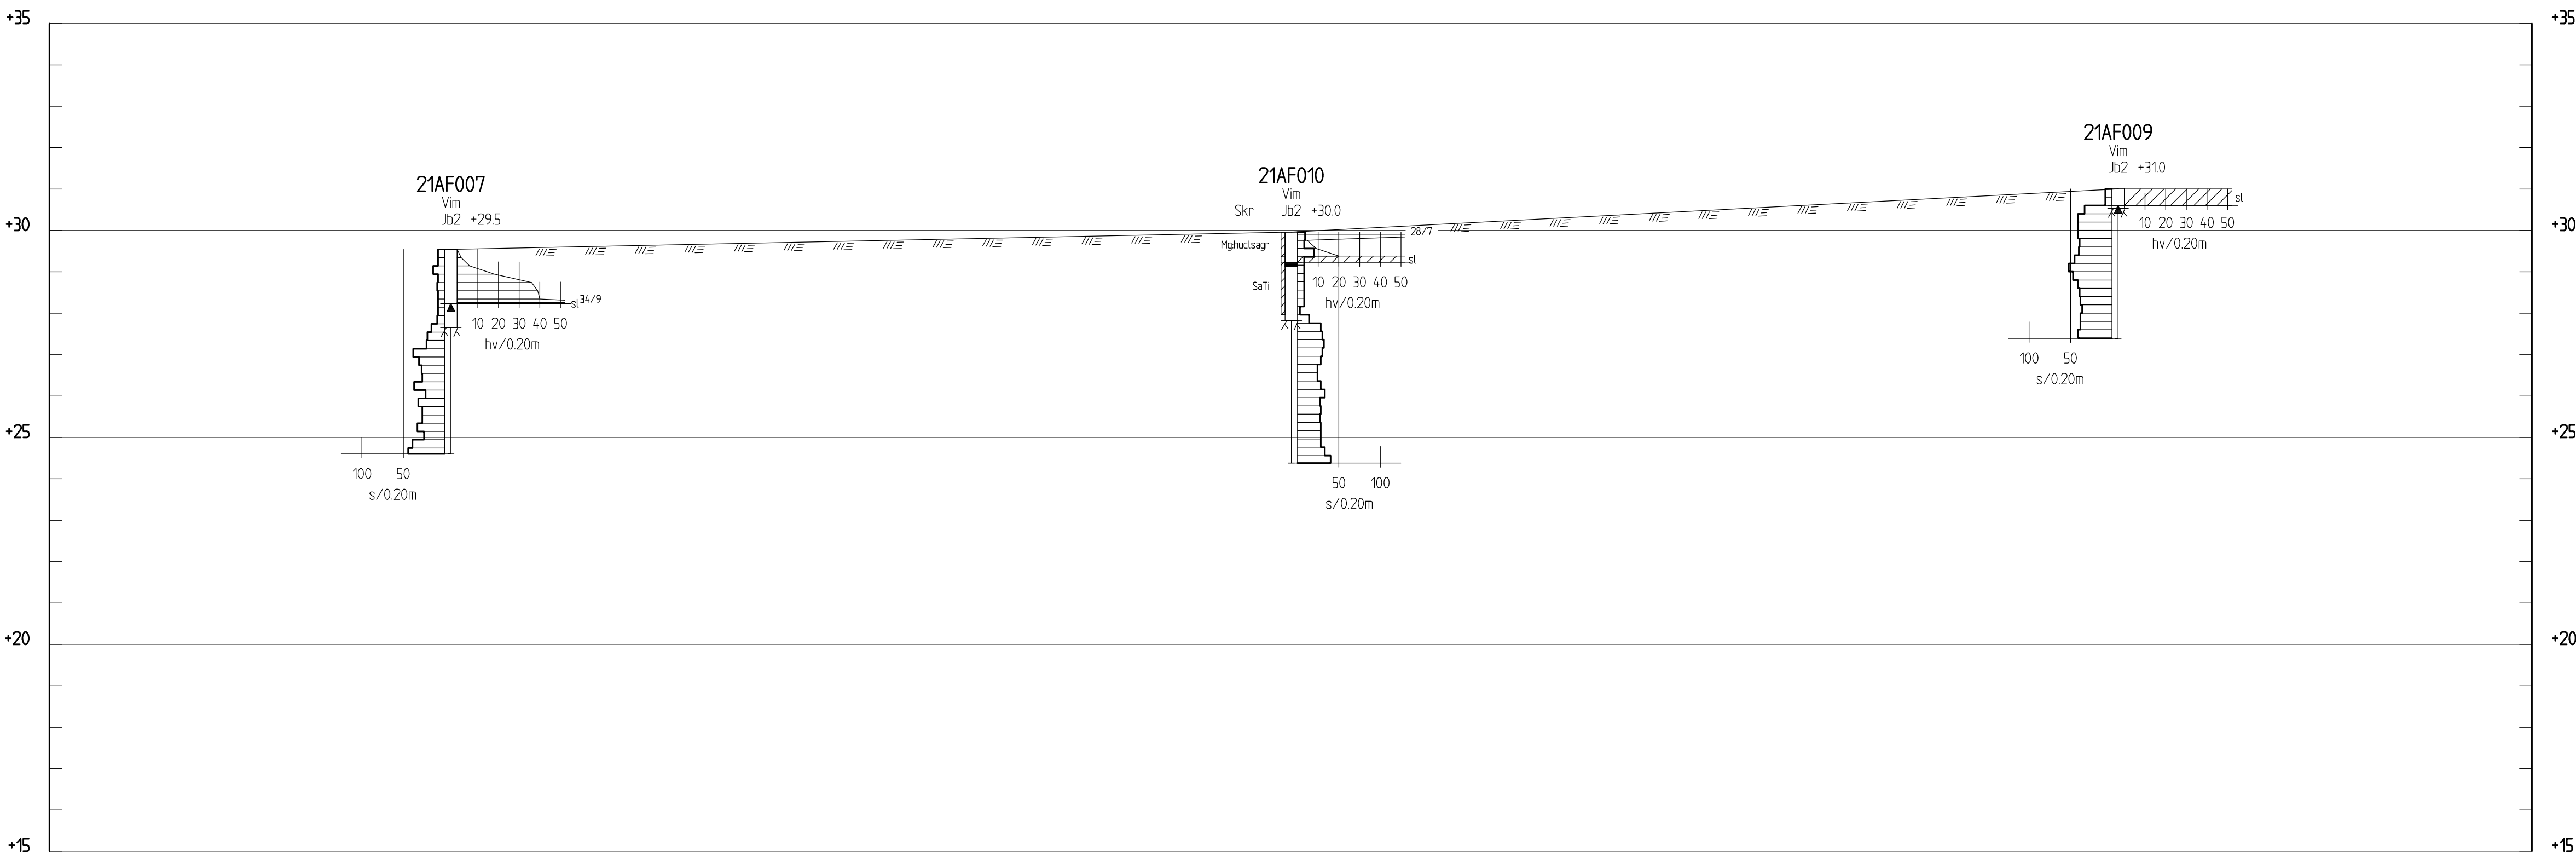 +35 +35
21AF009
Vim
Jb2 +31.0
21AF010
Vim
Skr Jb2 +30.0
21AF007
Vim
Jb2 +29.5
+30 +30
sl
10 20 30 40 50
hv/0.20m
28/7
Mg:huclsagr
sl
10 20 30 40 50
hv/0.20m
SaTi
sl 34/9
10 20 30 40 50
hv/0.20m
100 50
s/0.20m
+25 +25
100 50
s/0.20m
50 100
s/0.20m
+20 +20
+15 +15